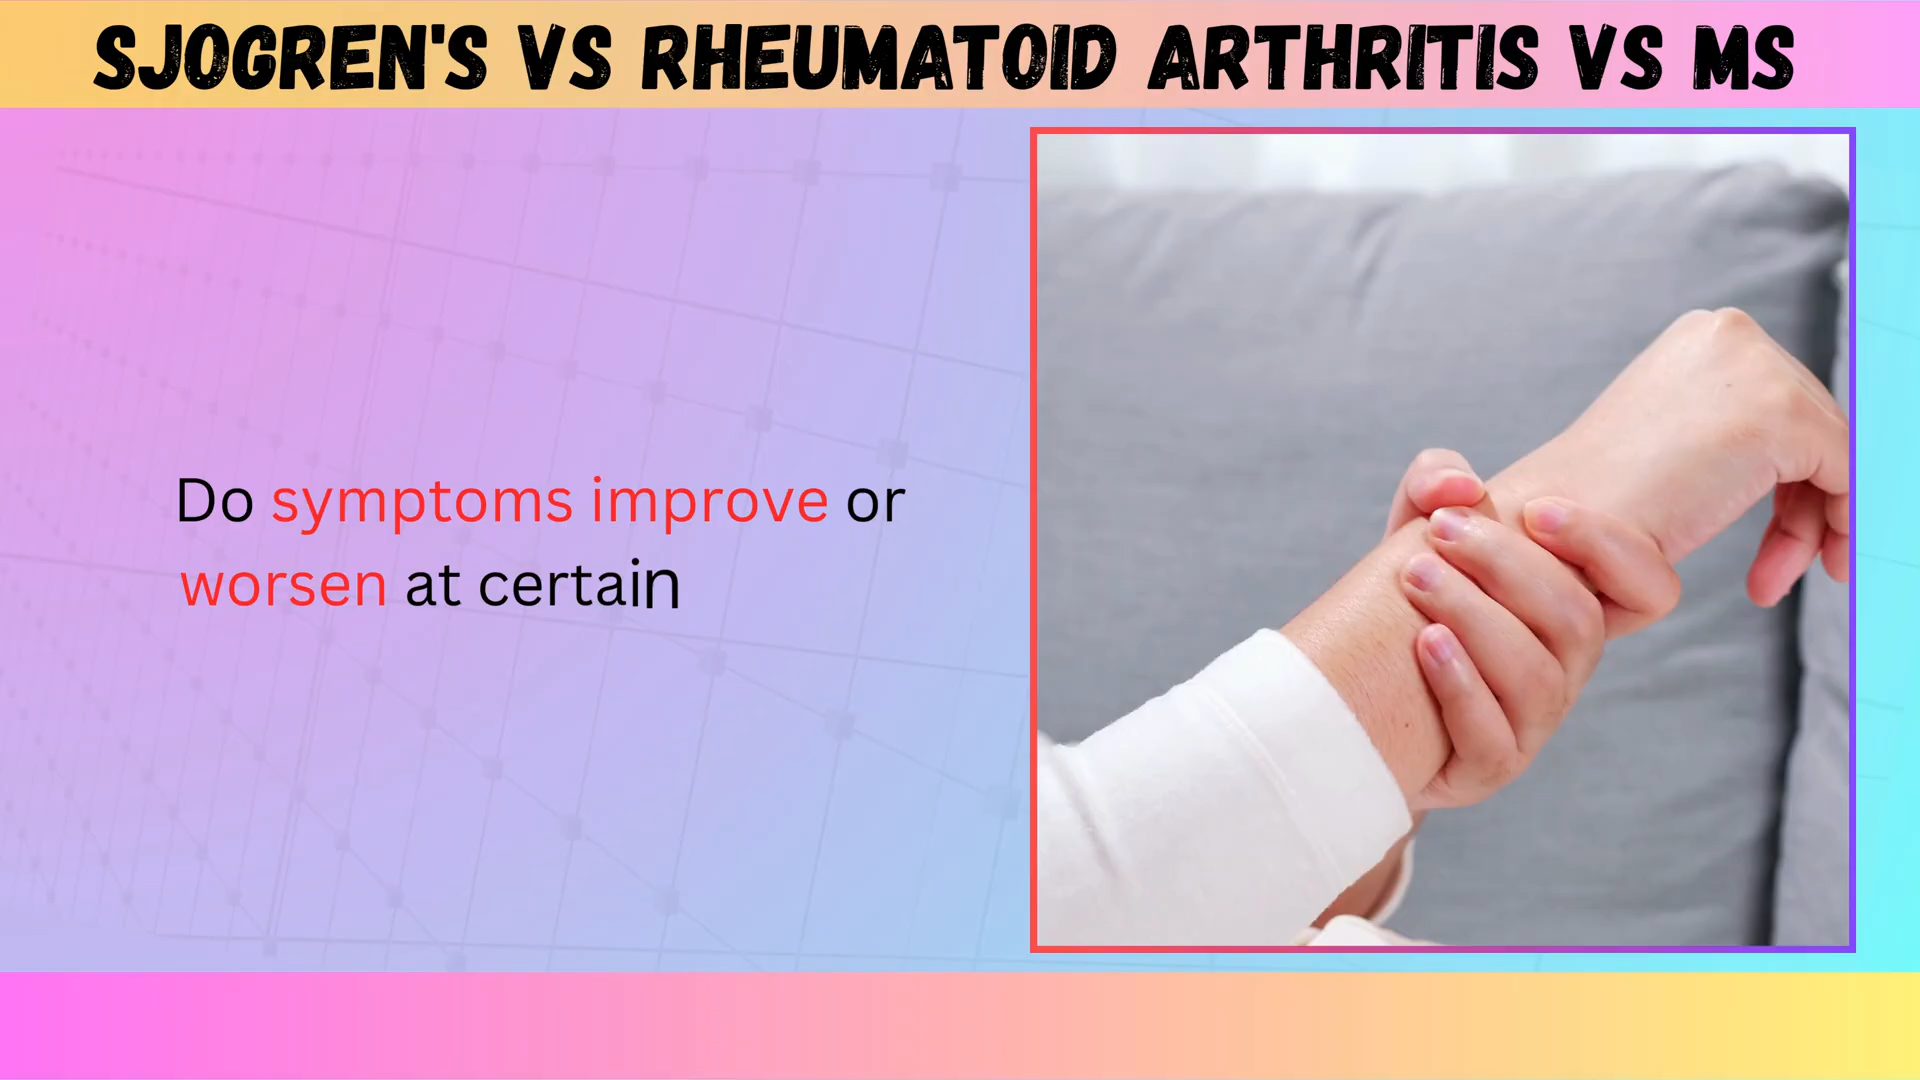 SJOGREN'S VS RHEUMATOID ARTHRITIS VS MS
Do symptoms improve or
worsen at certain